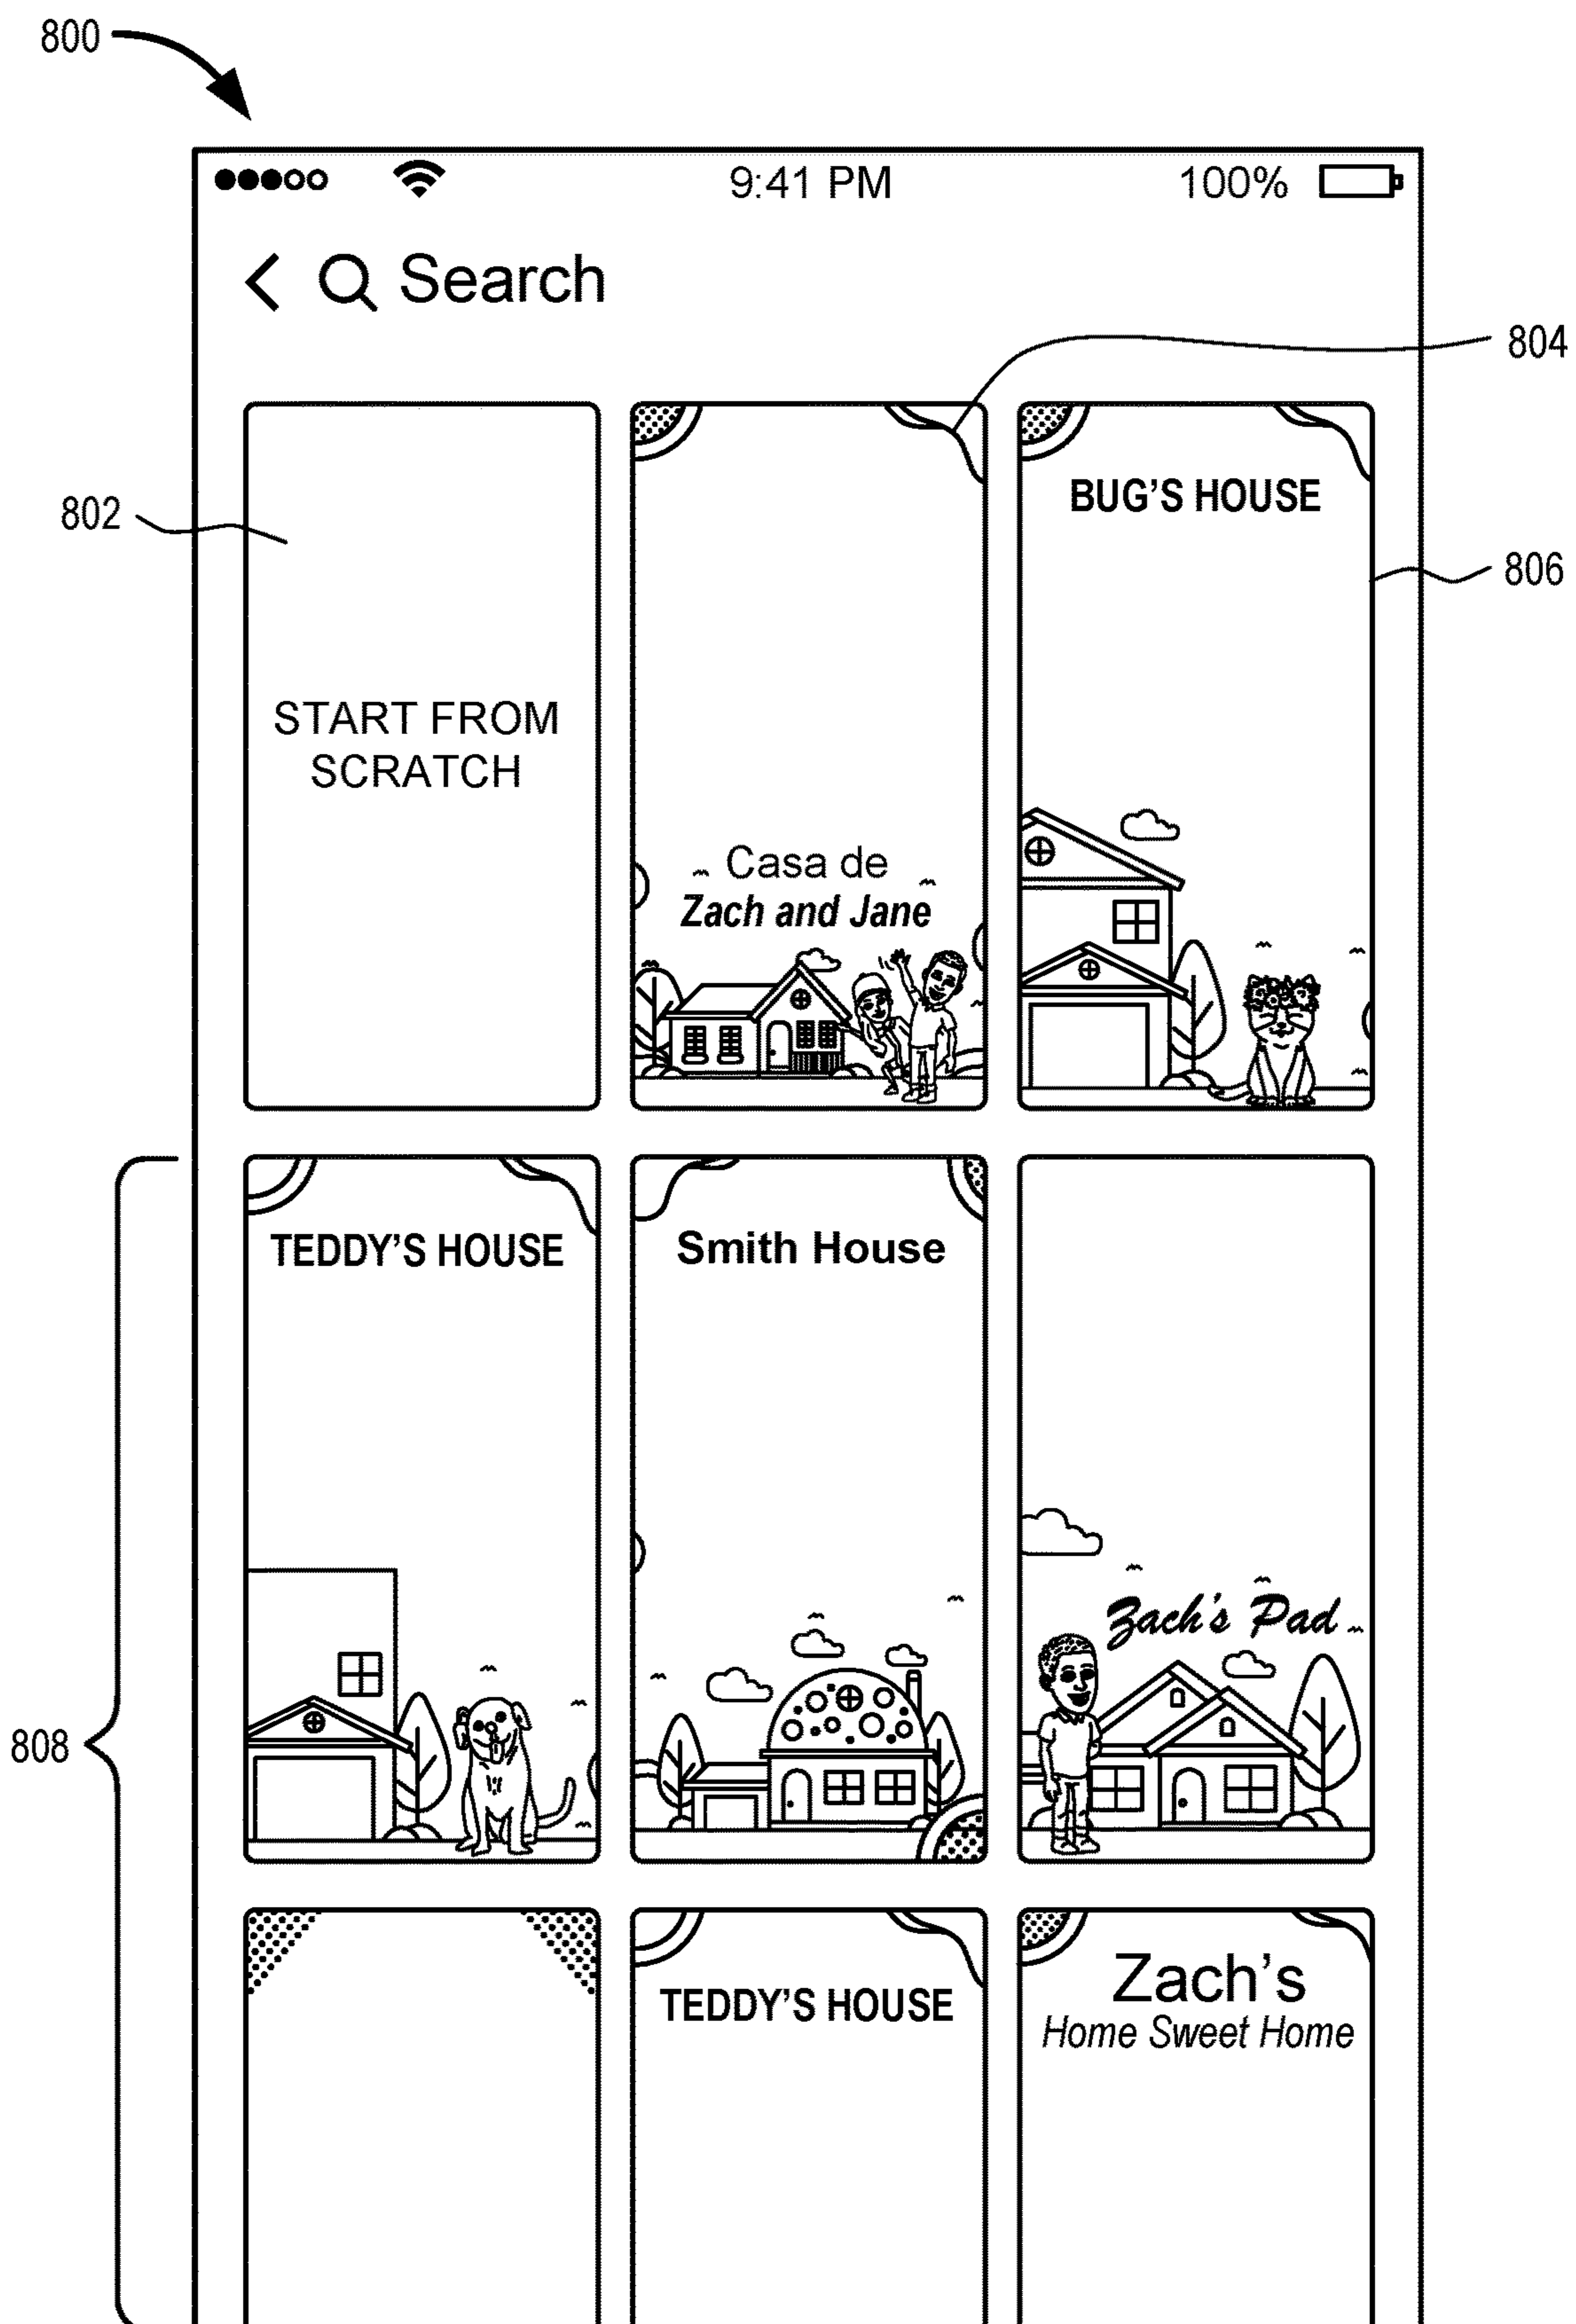 800
9:41 PM
100%
Search
804
802
806
START FROM
SCRATCH
Casa de
Zach and Jane
BUG'S HOUSE
808
TEDDY'S HOUSE
Smith House
Zach's Pad
TEDDY'S HOUSE
Zach's
Home Sweet Home